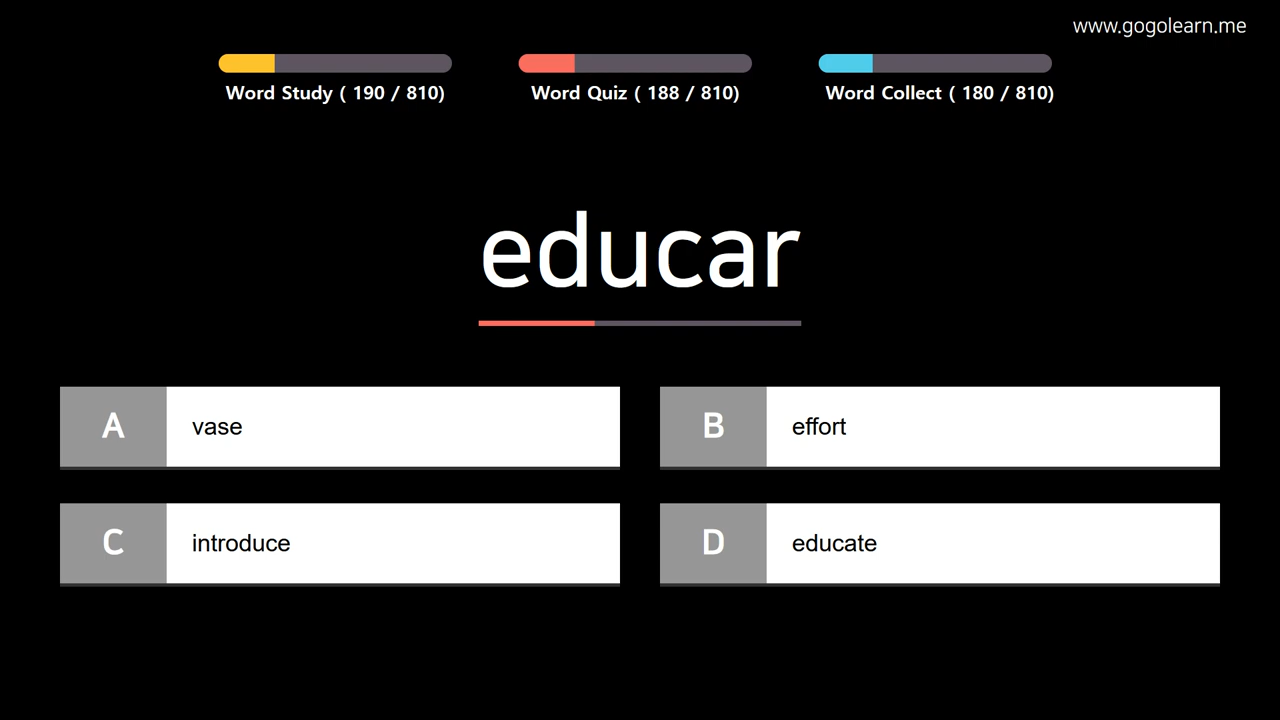 www.gogolearn.me
Word Study ( 190 / 810)
Word Quiz ( 188 / 810)
Word Collect ( 180 / 810)
educar
A vase
B effort
C introduce
D educate